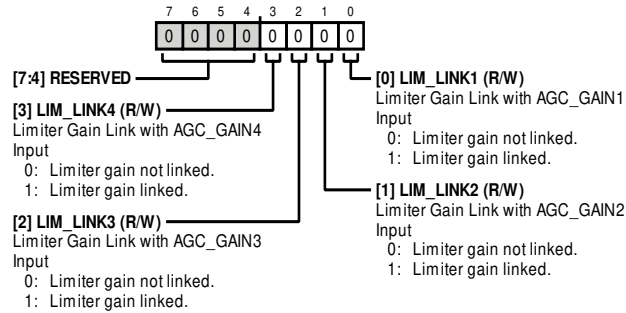 7 6 5 4 3 2 1 0
0 0 0 0 0 0 0 0
[7:4] RESERVED
[3] LIM_LINK4 (R/W)
Limiter Gain Link with AGC_GAIN4
Input
0: Limiter gain not linked.
1: Limiter gain linked.
[2] LIM_LINK3 (R/W)
Limiter Gain Link with AGC_GAIN3
Input
0: Limiter gain not linked.
1: Limiter gain linked.
[0] LIM_LINK1 (R/W)
Limiter Gain Link with AGC_GAIN1
Input
0: Limiter gain not linked.
1: Limiter gain linked.
[1] LIM_LINK2 (R/W)
Limiter Gain Link with AGC_GAIN2
Input
0: Limiter gain not linked.
1: Limiter gain linked.